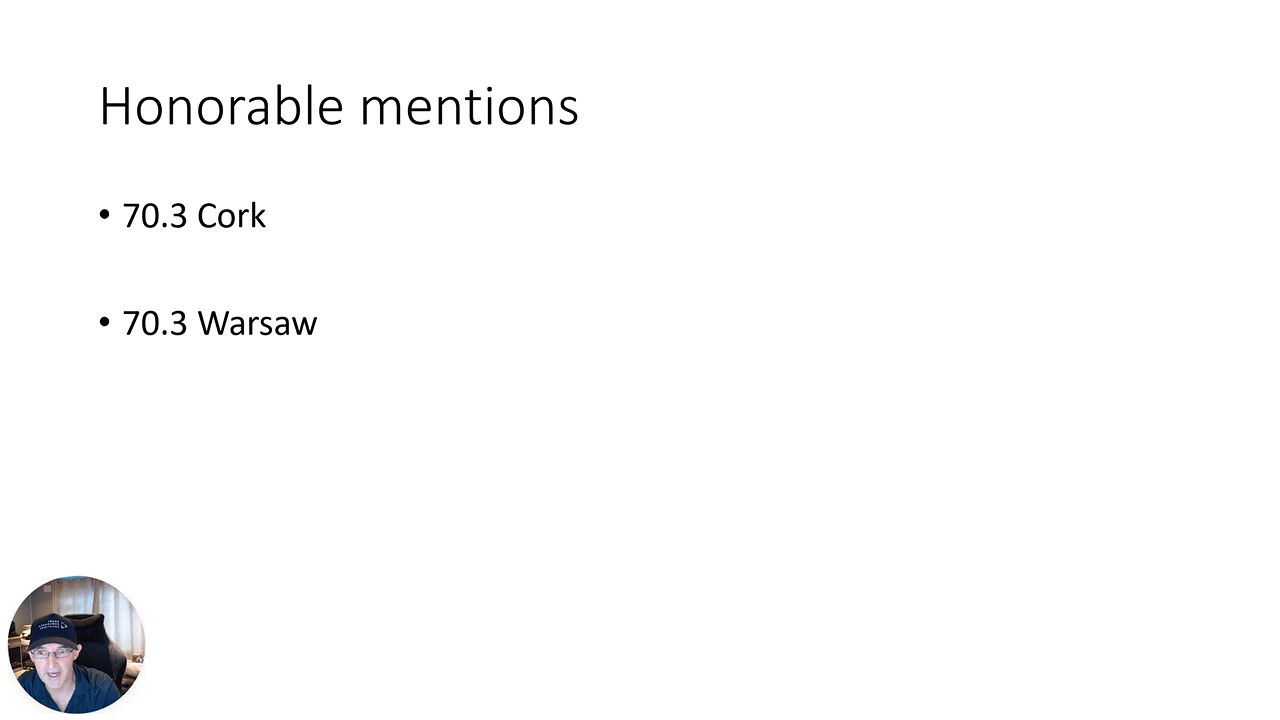 Honorable mentions
• 70.3 Cork
• 70.3 Warsaw